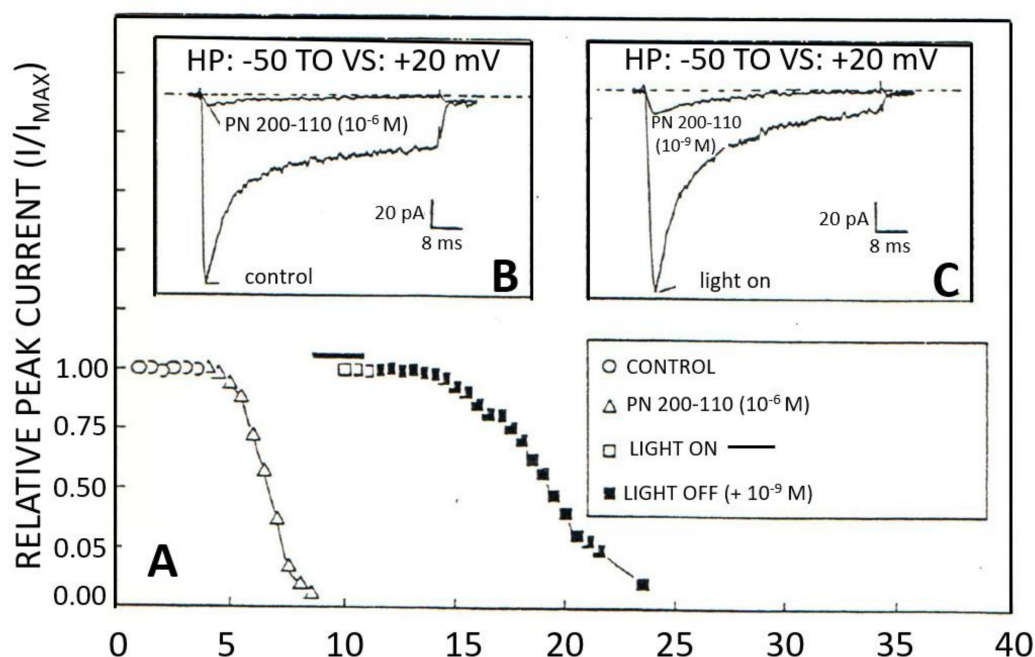 RELATIVE PEAK CURRENT (I/I_MAX)
HP: -50 TO VS: +20 mV
PN 200-110 (10⁻⁶ M)
20 pA
8 ms
control
B
HP: -50 TO VS: +20 mV
PN 200-110
(10⁻⁹ M)
20 pA
8 ms
light on
C
1.00
0.75
0.50
0.05
0.00
A
CONTROL
PN 200-110 (10⁻⁶ M)
LIGHT ON
LIGHT OFF (+ 10⁻⁹ M)
0 5 10 15 20 25 30 35 40